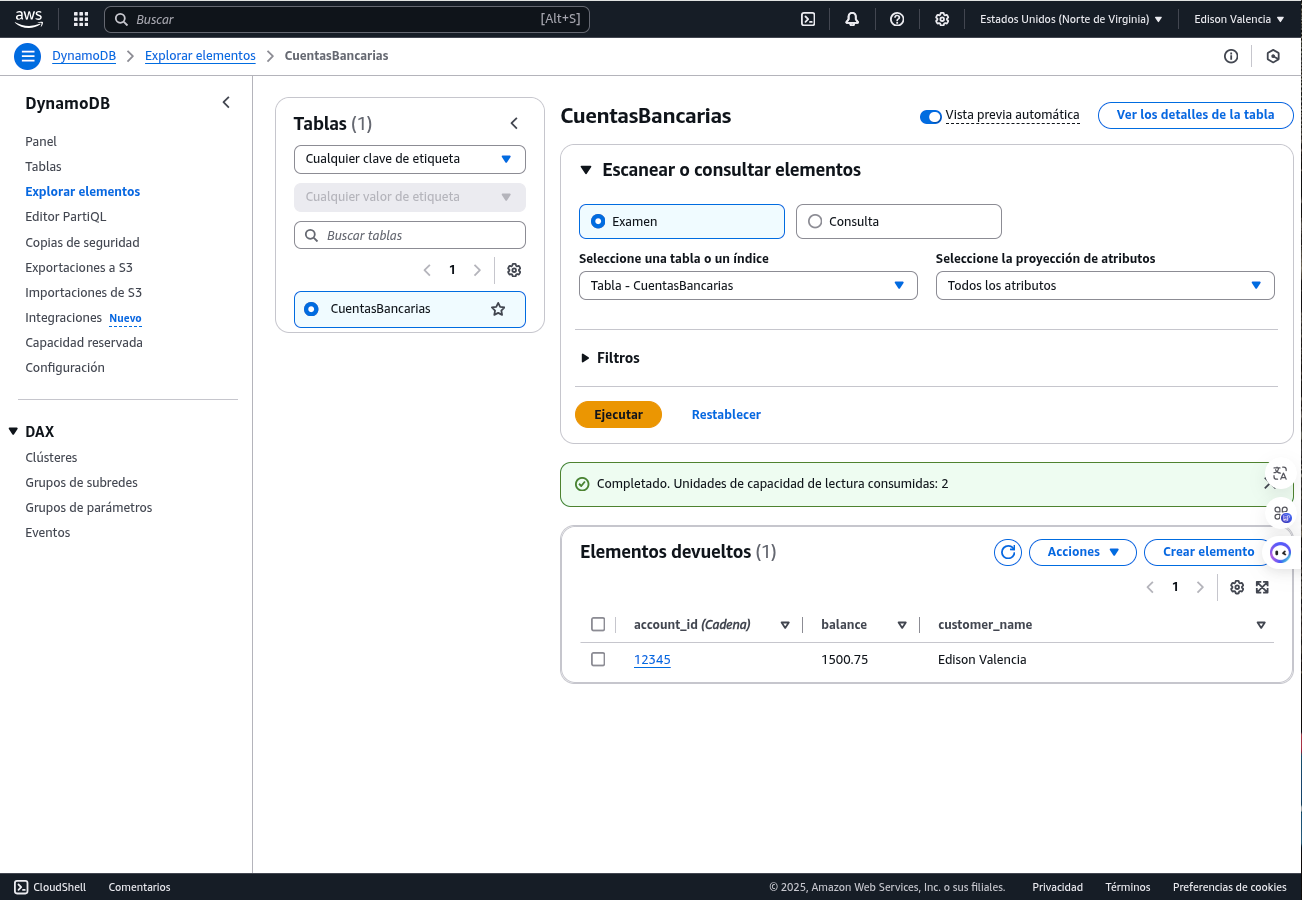 aws
Buscar
[Alt+S]
Estados Unidos (Norte de Virginia)
Edison Valencia
DynamoDB
Explorar elementos
CuentasBancarias
DynamoDB
Panel
Tablas
Explorar elementos
Editor PartiQL
Copias de seguridad
Exportaciones a S3
Importaciones de S3
Integraciones Nuevo
Capacidad reservada
Configuración
DAX
Clústeres
Grupos de subredes
Grupos de parámetros
Eventos
Tablas (1)
Cualquier clave de etiqueta
Cualquier valor de etiqueta
Buscar tablas
1
CuentasBancarias
CuentasBancarias
Vista previa automática
Ver los detalles de la tabla
Escanear o consultar elementos
Examen
Consulta
Seleccione una tabla o un índice
Tabla - CuentasBancarias
Seleccione la proyección de atributos
Todos los atributos
Filtros
Ejecutar
Restablecer
Completado. Unidades de capacidad de lectura consumidas: 2
Elementos devueltos (1)
Acciones
Crear elemento
1
account_id (Cadena)
balance
customer_name
12345
1500.75
Edison Valencia
CloudShell
Comentarios
© 2025, Amazon Web Services, Inc. o sus filiales.
Privacidad
Términos
Preferencias de cookies